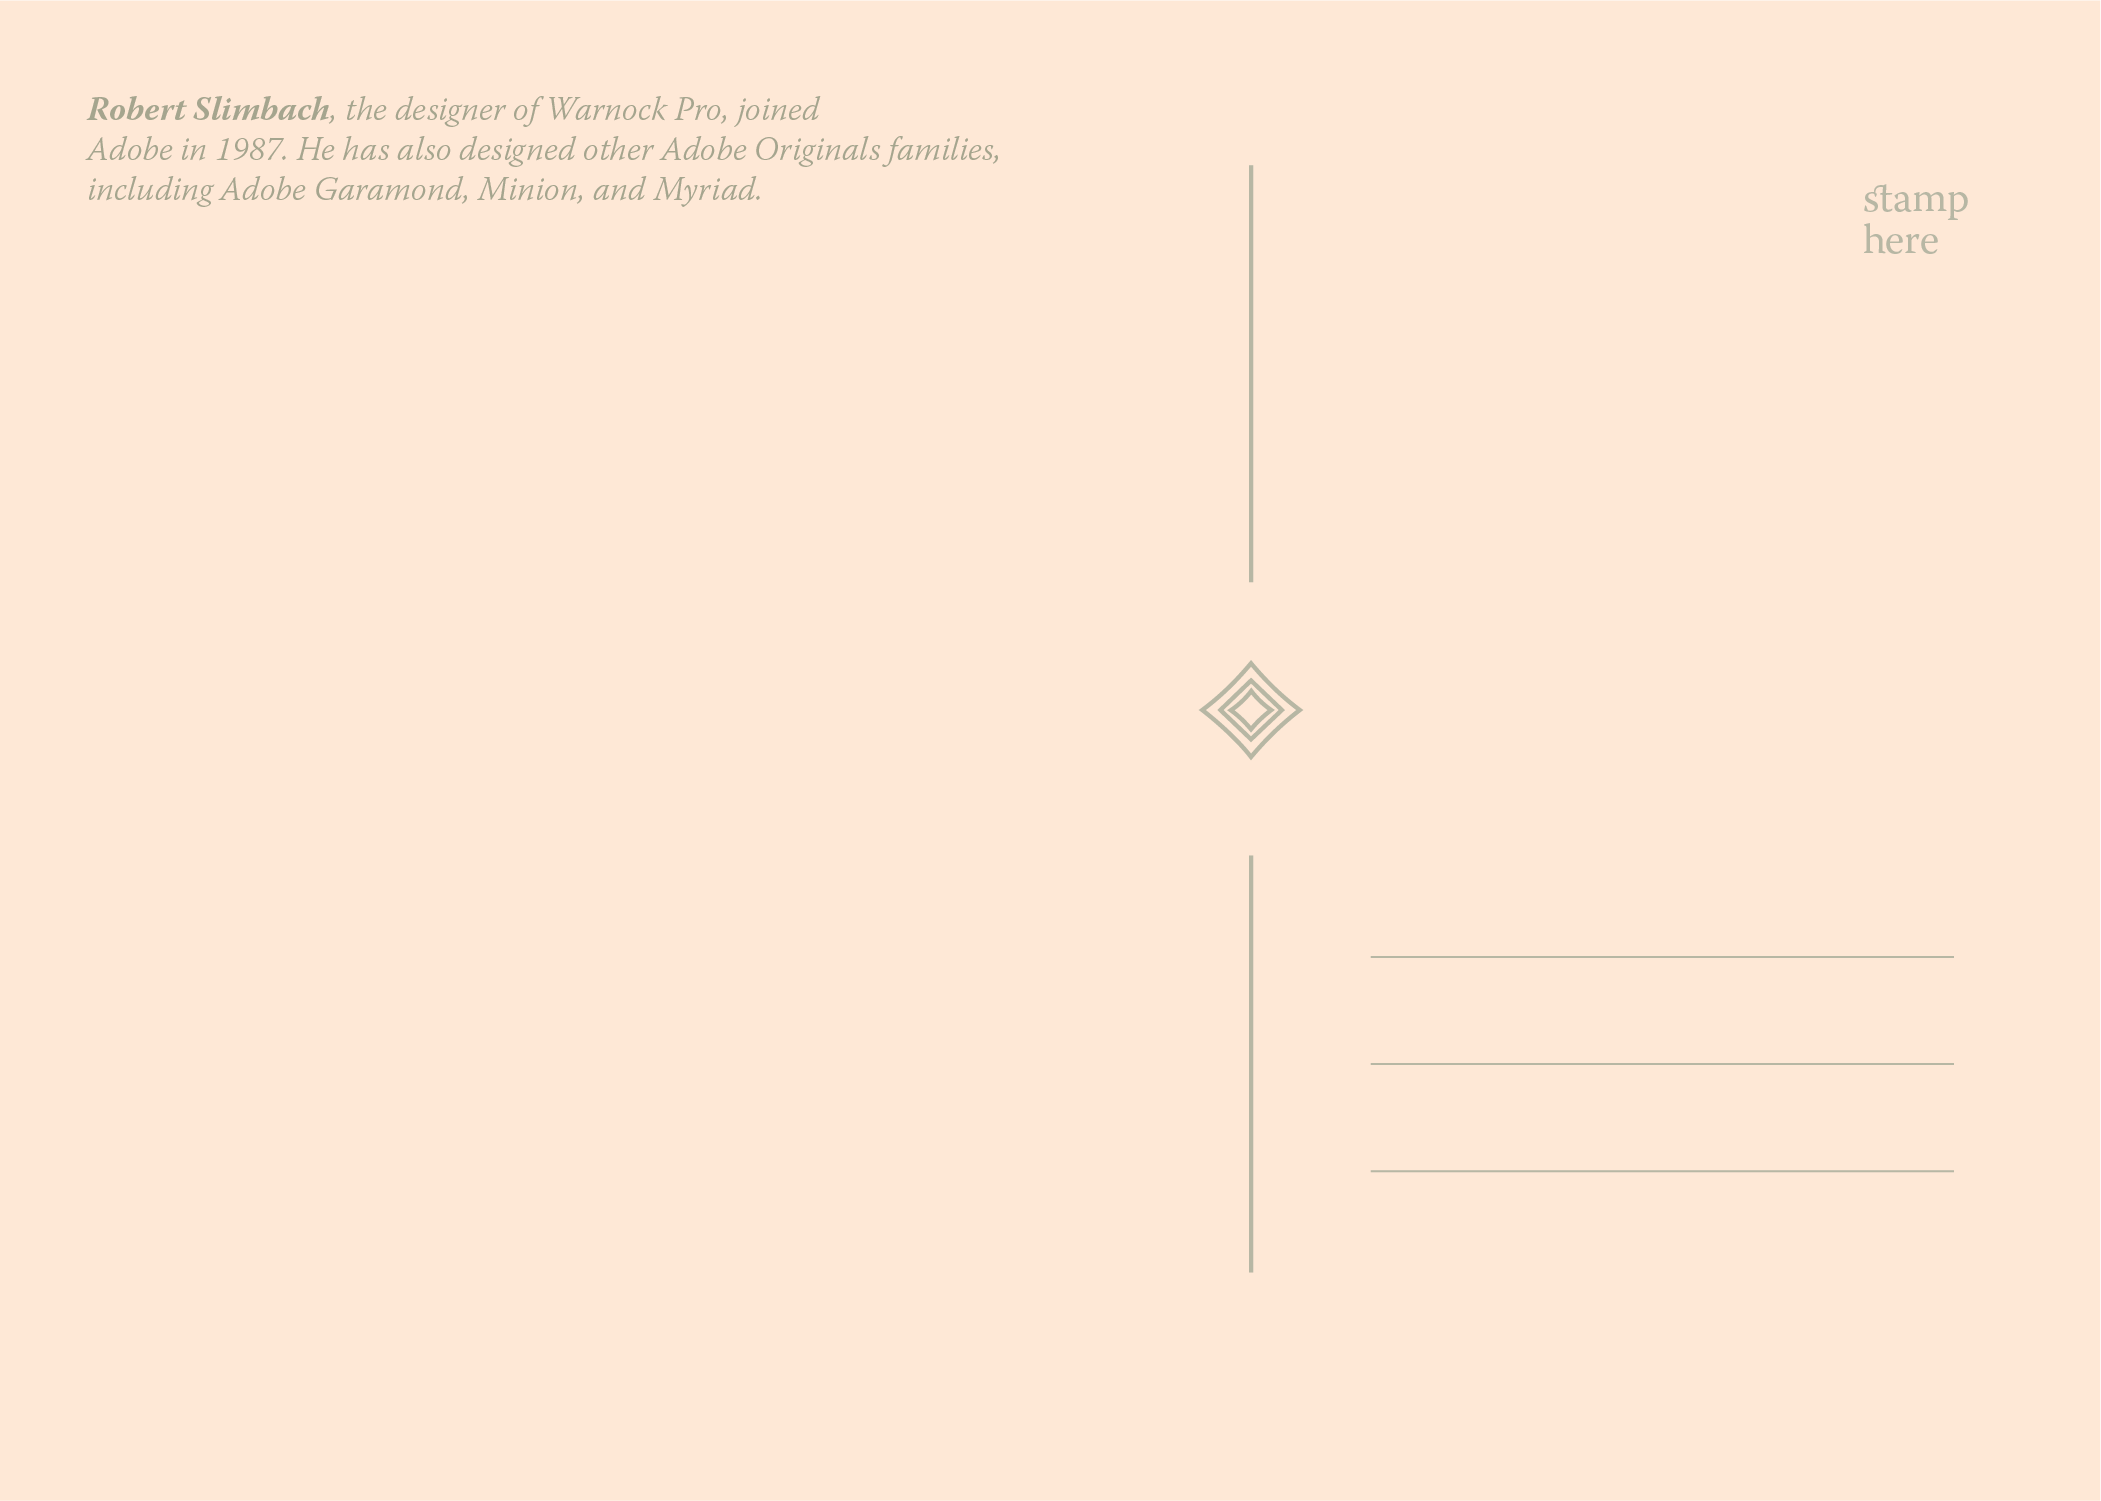 Robert Slimbach, the designer of Warnock Pro, joined
Adobe in 1987. He has also designed other Adobe Originals families,
including Adobe Garamond, Minion, and Myriad.
stamp
here